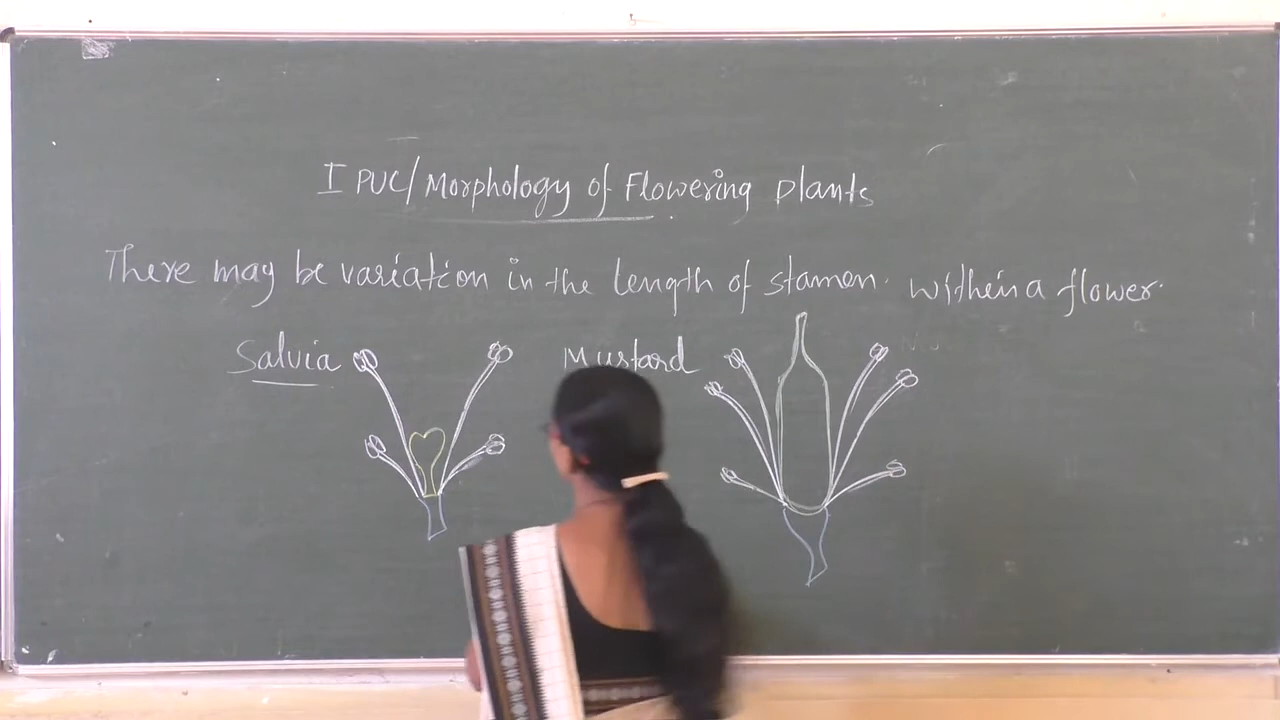 I PUC/Morphology of Flowering Plants
There may be variation in the length of stamen. within a flower.
Salvia
Mustard